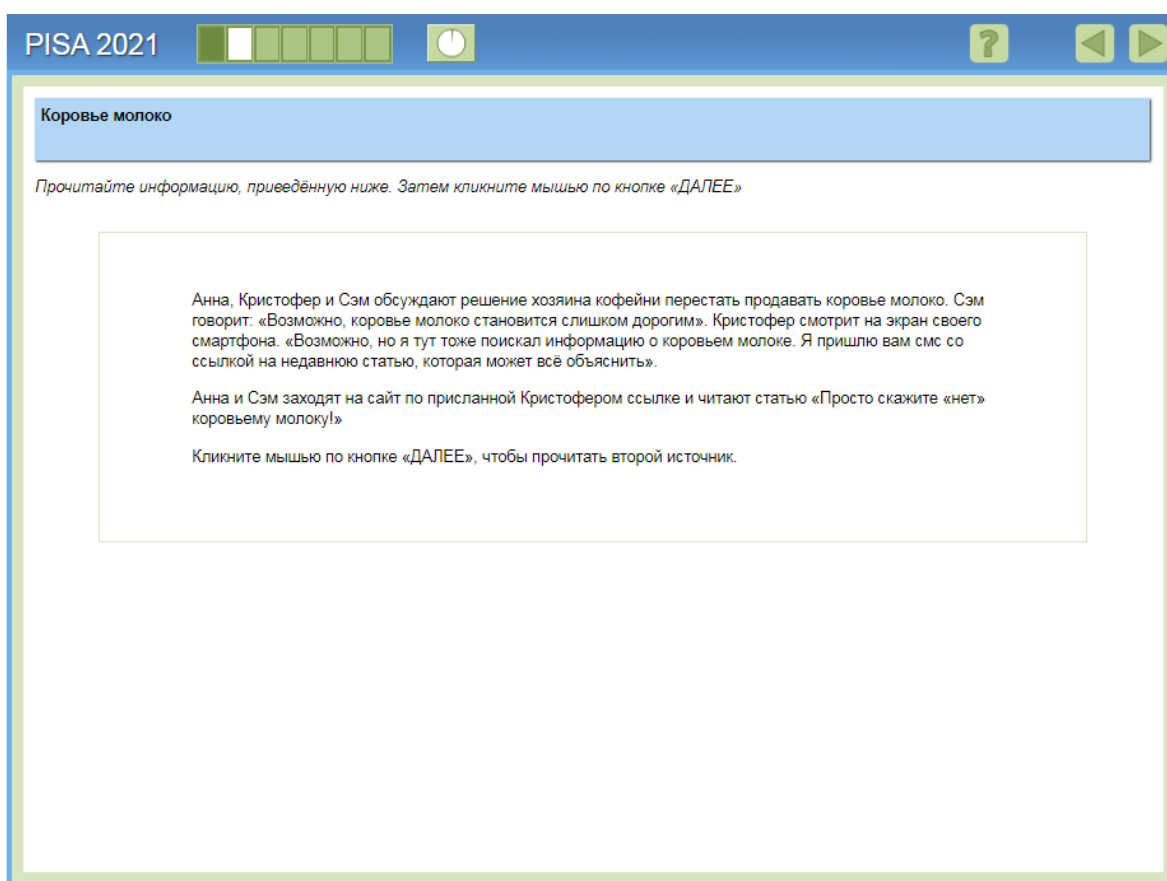 PISA 2021
?
Коровье молоко
Прочитайте информацию, приведённую ниже. Затем кликните мышью по кнопке «ДАЛЕЕ»
Анна, Кристофер и Сэм обсуждают решение хозяина кофейни перестать продавать коровье молоко. Сэм
говорит: «Возможно, коровье молоко становится слишком дорогим». Кристофер смотрит на экран своего
смартфона. «Возможно, но я тут тоже поискал информацию о коровьем молоке. Я пришлю вам смс со
ссылкой на недавнюю статью, которая может всё объяснить».
Анна и Сэм заходят на сайт по присланной Кристофером ссылке и читают статью «Просто скажите «нет»
коровьему молоку!»
Кликните мышью по кнопке «ДАЛЕЕ», чтобы прочитать второй источник.